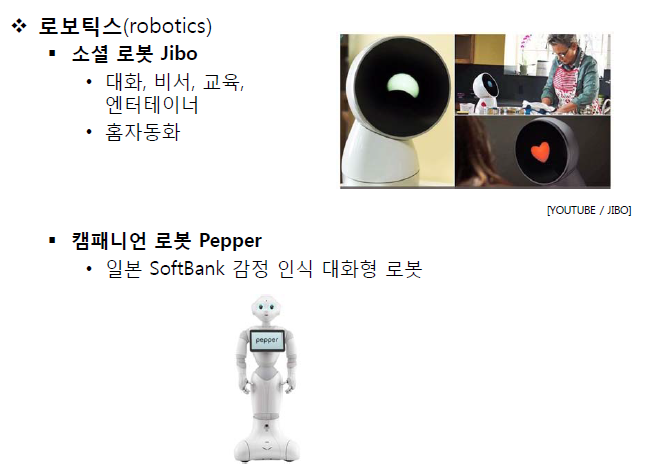 ❖ 로보틱스(robotics)
▪ 소셜 로봇 Jibo
• 대화, 비서, 교육,
엔터테이너
• 홈자동화
[YOUTUBE / JIBO]
▪ 캠패니언 로봇 Pepper
• 일본 SoftBank 감정 인식 대화형 로봇
pepper